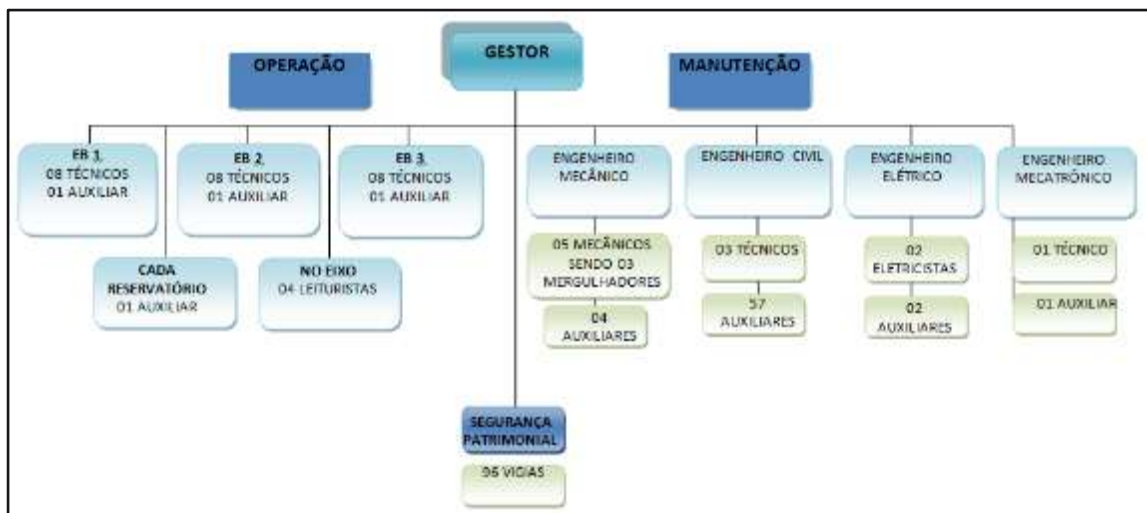 GESTOR
OPERAÇÃO
MANUTENÇÃO
EB 1.
08 TÉCNICOS
01 AUXILIAR
EB 2.
08 TÉCNICOS
01 AUXILIAR
EB 3.
08 TÉCNICOS
01 AUXILIAR
ENGENHEIRO
MECÂNICO
ENGENHEIRO CIVIL
ENGENHEIRO
ELÉTRICO
ENGENHEIRO
MECATRÔNICO
CADA
RESERVATÓRIO
01 AUXILIAR
NO EIXO
04 LEITURISTAS
05 MECÂNICOS
SENDO 03
MERGULHADORES
04
AUXILIARES
03 TÉCNICOS
57
AUXILIARES
02
ELETRICISTAS
02
AUXILIARES
01 TÉCNICO
01 AUXILIAR
SEGURANÇA
PATRIMONIAL
96 VIGIAS